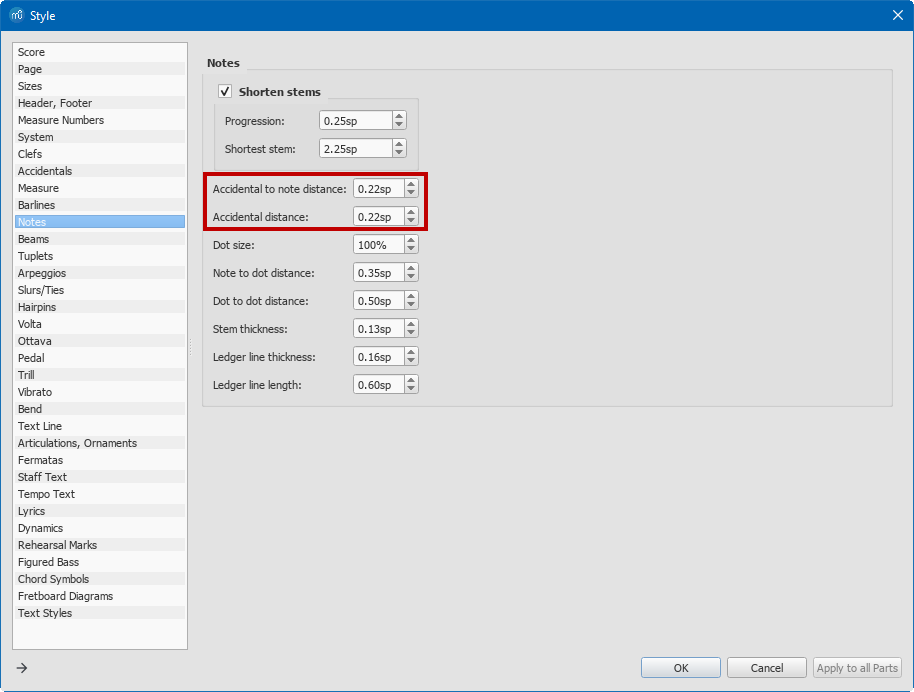 Style
Score
Page
Sizes
Header, Footer
Measure Numbers
System
Clefs
Accidentals
Measure
Barlines
Notes
Beams
Tuplets
Arpeggios
Slurs/Ties
Hairpins
Volta
Ottava
Pedal
Trill
Vibrato
Bend
Text Line
Articulations, Ornaments
Fermatas
Staff Text
Tempo Text
Lyrics
Dynamics
Rehearsal Marks
Figured Bass
Chord Symbols
Fretboard Diagrams
Text Styles
Notes
Shorten stems
Progression: 0.25sp
Shortest stem: 2.25sp
Accidental to note distance: 0.22sp
Accidental distance: 0.22sp
Dot size: 100%
Note to dot distance: 0.35sp
Dot to dot distance: 0.50sp
Stem thickness: 0.13sp
Ledger line thickness: 0.16sp
Ledger line length: 0.60sp
OK Cancel Apply to all Parts